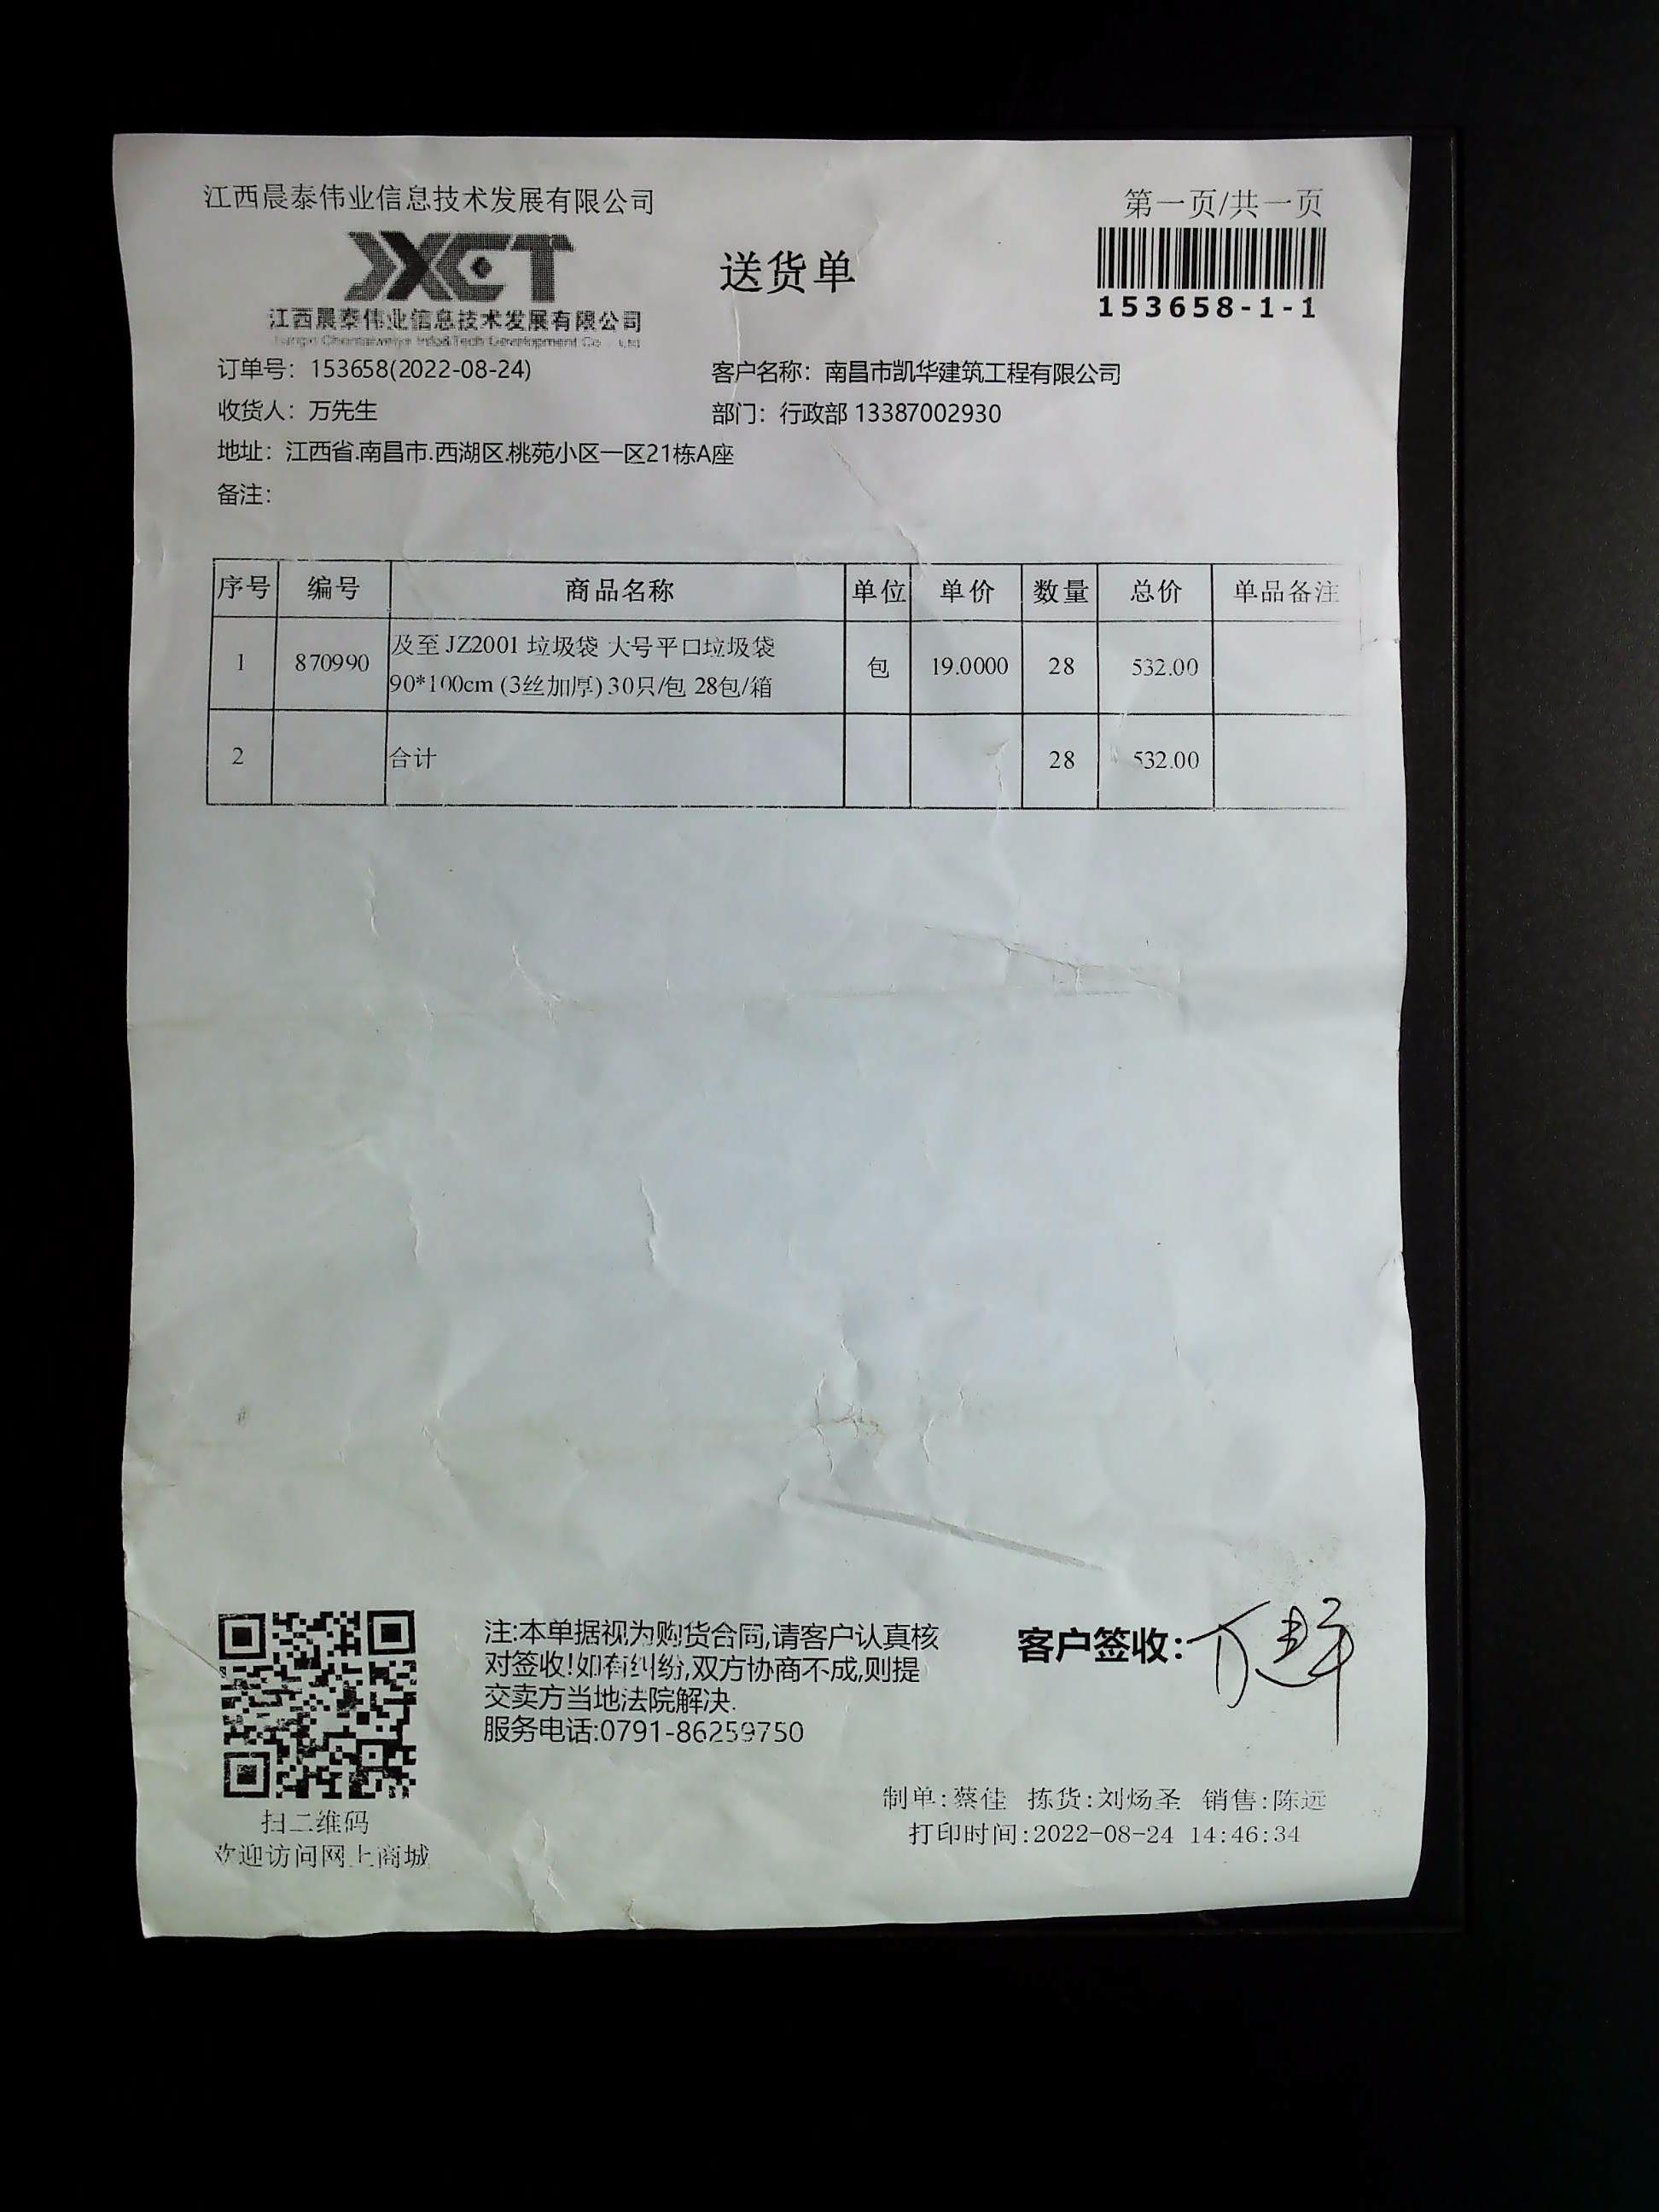 江西晨泰伟业信息技术发展有限公司
第一页/共一页
JXCT
送货单
153658-1-1
江西晨泰伟业信息技术发展有限公司
订单号：153658(2022-08-24)
客户名称：南昌市凯华建筑工程有限公司
收货人：万先生
部门：行政部 13387002930
地址：江西省.南昌市.西湖区.桃苑小区一区21栋A座
备注：
序号 编号 商品名称 单位 单价 数量 总价 单品备注
及至 JZ2001 垃圾袋 大号平口垃圾袋
1 870990 90*100cm (3丝加厚) 30只/包 28包/箱 包 19.0000 28 532.00
2 合计 28 532.00
注:本单据视为购货合同,请客户认真核
对签收!如有纠纷,双方协商不成,则提
交卖方当地法院解决.
服务电话:0791-86259750
客户签收:
扫二维码
欢迎访问网上商城
制单:蔡佳 拣货:刘炀圣 销售:陈远
打印时间:2022-08-24 14:46:34